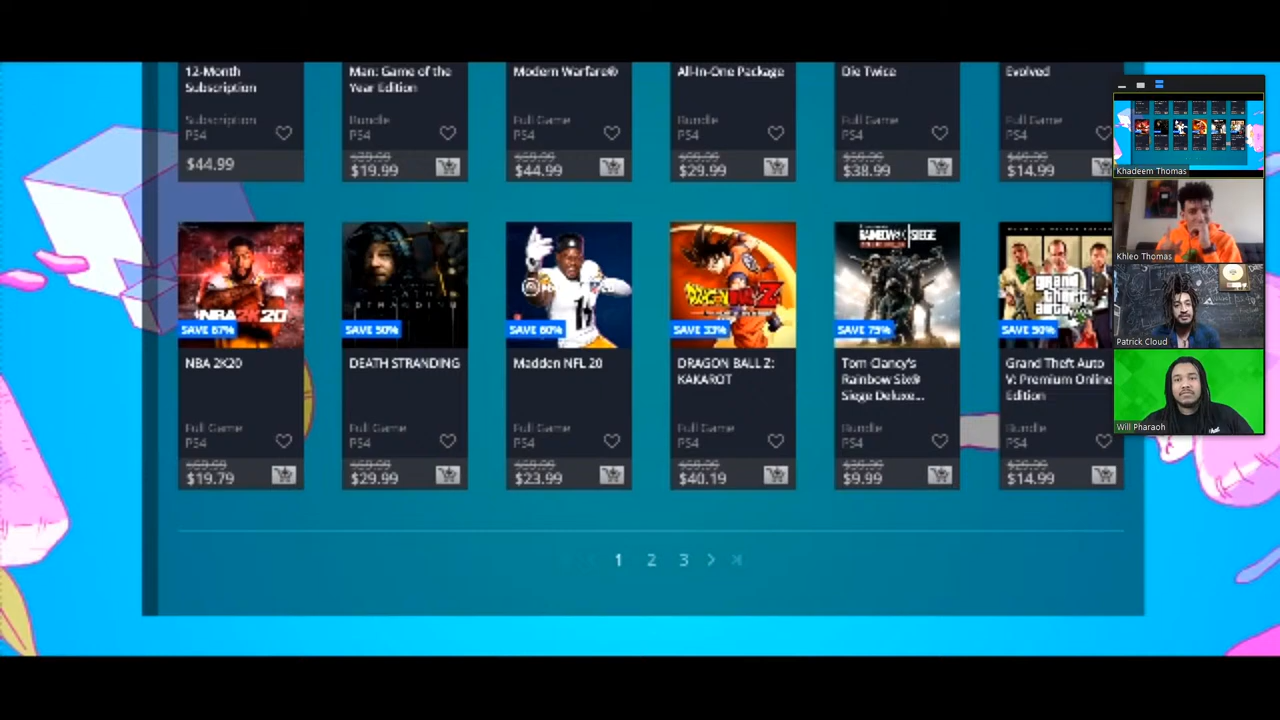 12-Month
Subscription
Subscription
PS4
$44.99
Man: Game of the
Year Edition
Bundle
PS4
$19.99
Modern Warfare®
Full Game
PS4
$44.99
All-In-One Package
Bundle
PS4
$29.99
Die Twice
Full Game
PS4
$38.99
Evolved
Full Game
PS4
$14.99
NBA 2K20
SAVE 67%
NBA 2K20
Full Game
PS4
$19.79
SAVE 50%
DEATH STRANDING
Full Game
PS4
$29.99
SAVE 60%
Madden NFL 20
Full Game
PS4
$23.99
SAVE 33%
DRAGON BALL Z:
KAKAROT
Full Game
PS4
$40.19
RAINBOW SIEGE
SAVE 75%
Tom Clancy's
Rainbow Six®
Siege Deluxe...
Bundle
PS4
$9.99
grand
theft
auto
SAVE 50%
Grand Theft Auto
V: Premium Online
Edition
Bundle
PS4
$14.99
1 2 3
Khadeem Thomas
Khleo Thomas
Patrick Cloud
Will Pharaoh